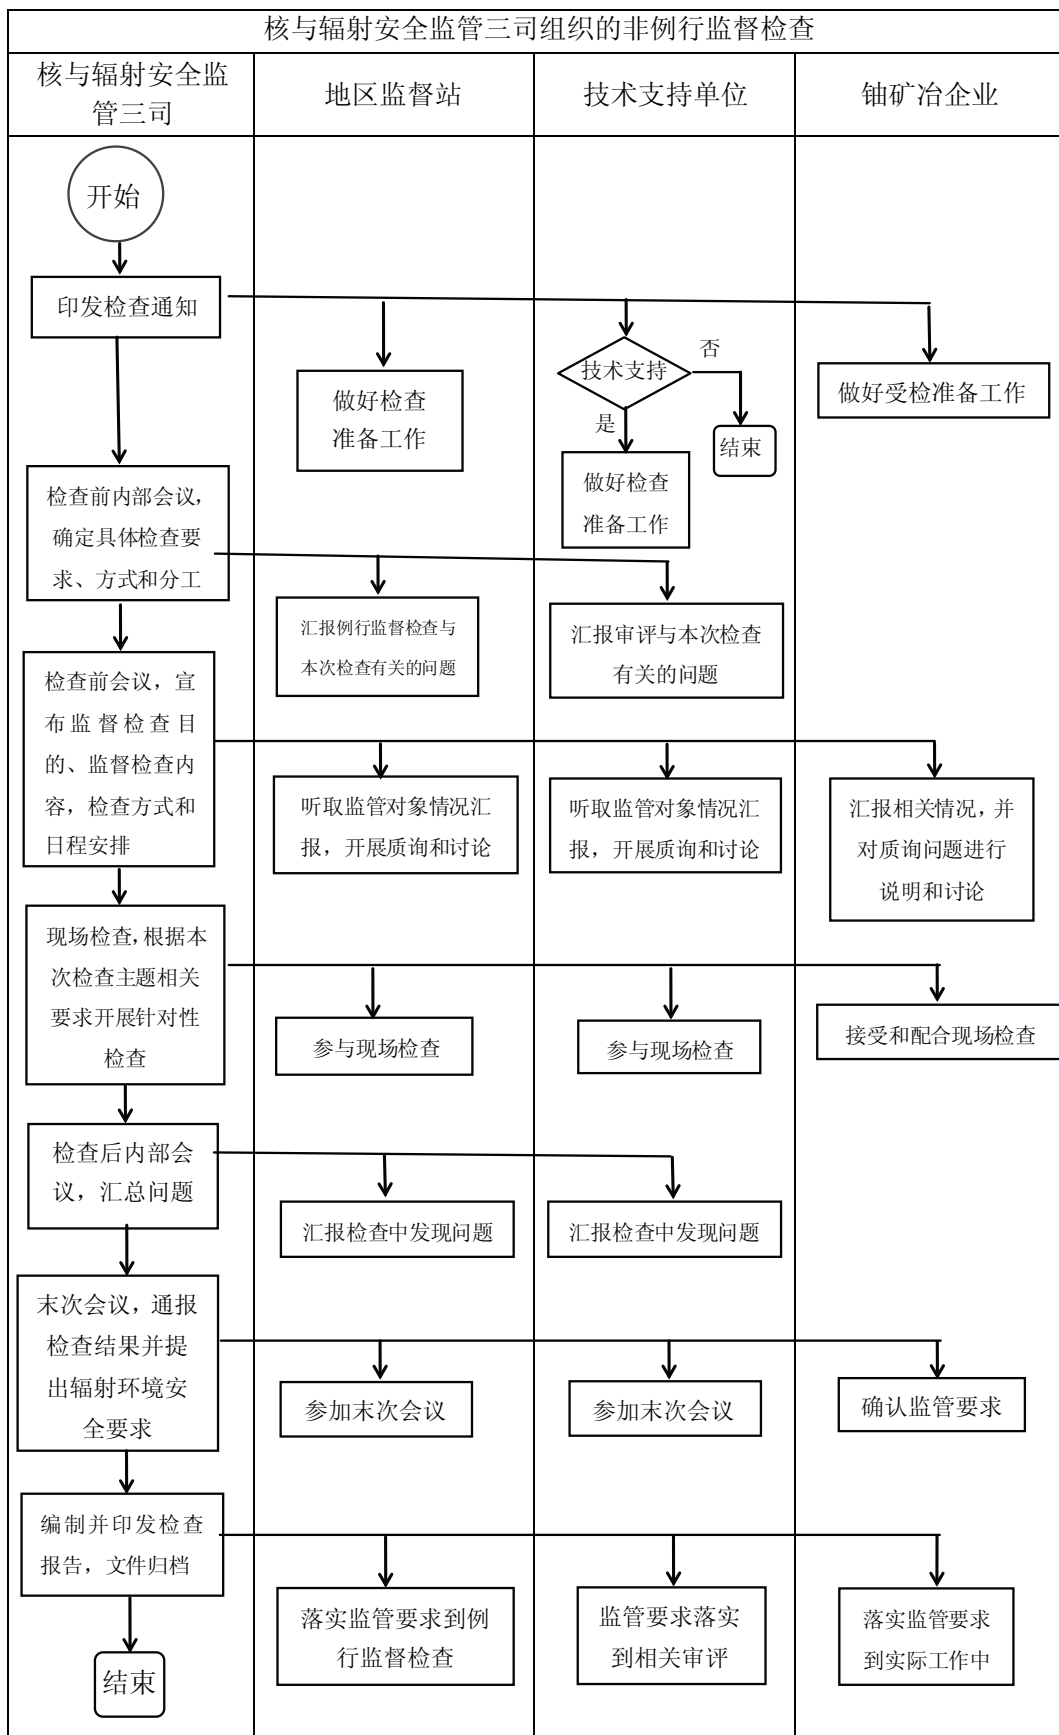 核与辐射安全监管三司组织的非例行监督检查
核与辐射安全监
管三司
地区监督站
技术支持单位
铀矿冶企业
开始
印发检查通知
做好检查
准备工作
技术支持
否
是
结束
做好检查
准备工作
做好受检准备工作
检查前内部会议，
确定具体检查要
求、方式和分工
汇报例行监督检查与
本次检查有关的问题
汇报审评与本次检查
有关的问题
检查前会议，宣
布监督检查目
的、监督检查内
容，检查方式和
日程安排
听取监管对象情况汇
报，开展质询和讨论
听取监管对象情况汇
报，开展质询和讨论
汇报相关情况，并
对质询问题进行
说明和讨论
现场检查，根据本
次检查主题相关
要求开展针对性
检查
参与现场检查
参与现场检查
接受和配合现场检查
检查后内部会
议，汇总问题
汇报检查中发现问题
汇报检查中发现问题
末次会议，通报
检查结果并提
出辐射环境安
全要求
参加末次会议
参加末次会议
确认监管要求
编制并印发检查
报告，文件归档
落实监管要求到例
行监督检查
监管要求落实
到相关审评
落实监管要求
到实际工作中
结束